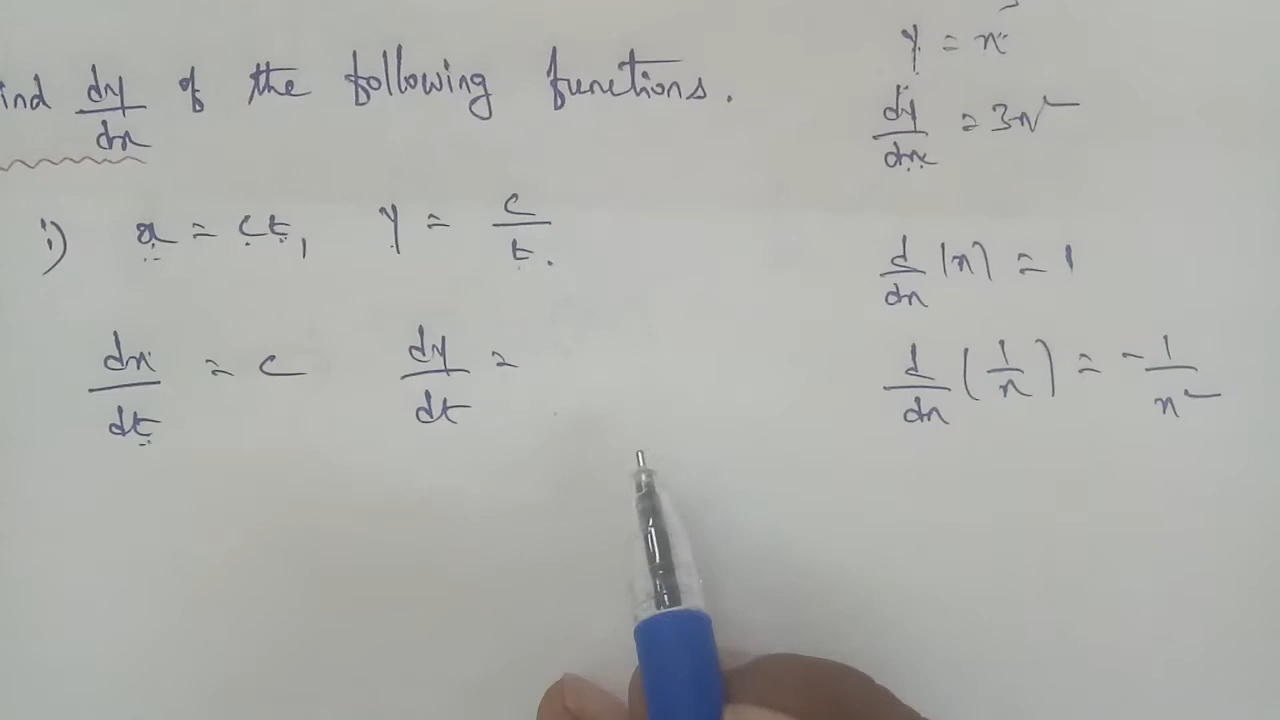 ind dy/dx of the following functions.
i) x = ct, y = c/t.
dx/dt = c dy/dt =
y = x³
dy/dx = 3x²
d/dx (x) = 1
d/dx (1/x) = -1/x²